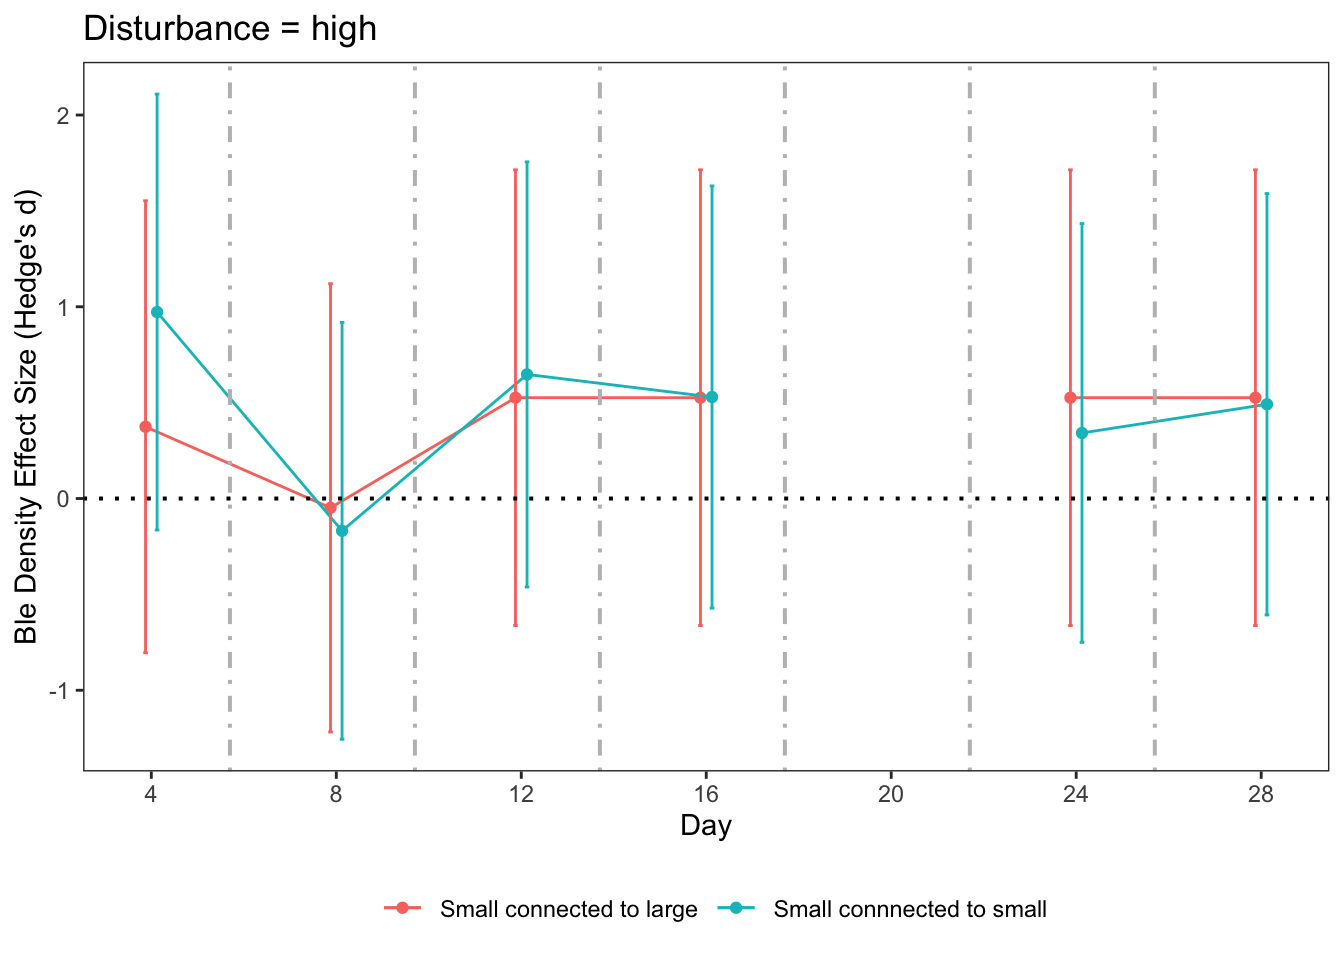 Disturbance = high
Ble Density Effect Size (Hedge's d)
2
1
0
-1
4 8 12 16 20 24 28
Day
Small connected to large Small connnected to small